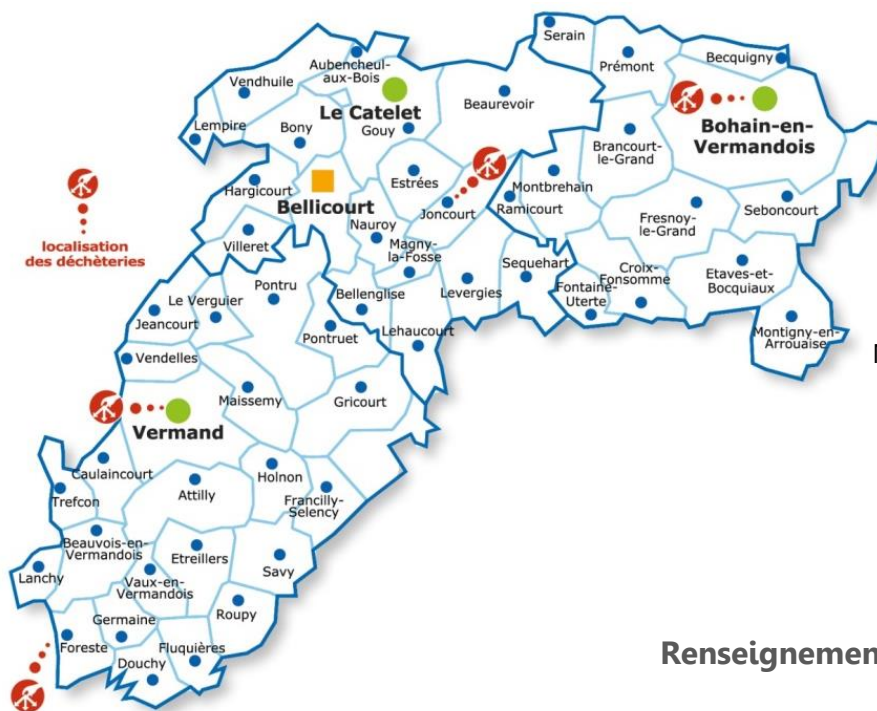 Serain
Aubencheul-
aux-Bois
Prémont
Becquigny
Vendhuile
Le Catelet
Beaurevoir
Gouy
Lempire
Bony
Bohain-en-
Vermandois
Brancourt-
le-Grand
Hargicourt
Estrées
Montbrehain
Bellicourt
Joncourt
Ramicourt
Fresnoy-
le-Grand
Seboncourt
Nauroy
Villeret
Magny-
la-Fosse
localisation
des déchèteries
Sequehart
Croix-
Fonsomme
Etaves-et-
Bocquiaux
Pontru
Le Verguier
Bellenglise
Levergies
Fontaine-
Uterte
Jeancourt
Lehaucourt
Pontruet
Montigny-en-
Arrouaise
Vendelles
Maissemy
Gricourt
Vermand
Caulaincourt
Holnon
Trefcon
Attilly
Francilly-
Selency
Beauvois-en-
Vermandois
Etreillers
Savy
Lanchy
Vaux-en-
Vermandois
Germaine
Roupy
Foreste
Fluquières
Douchy
Renseignemen